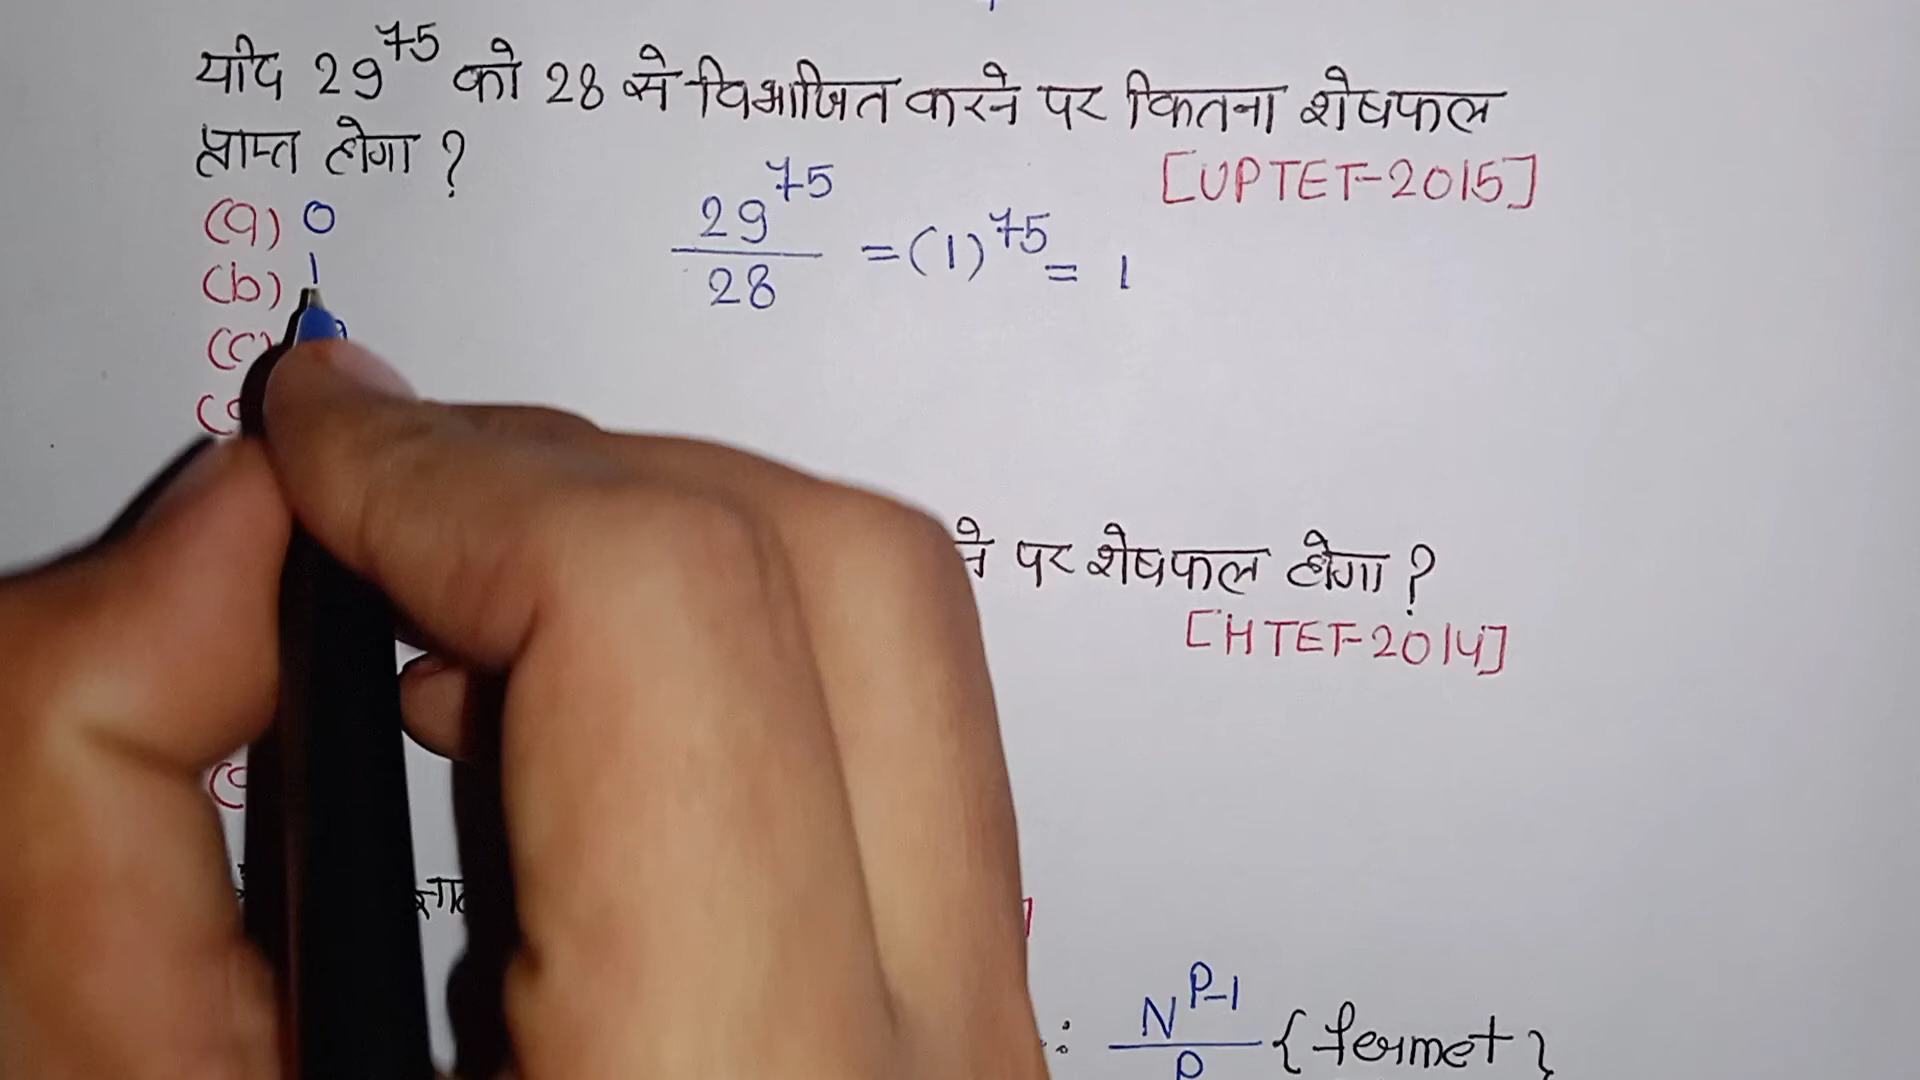 यदि 29^75 को 28 से विभाजित करने पर कितना शेषफल
प्राप्त होगा ?
[UPTET-2015]
(a) 0
(b) 1
(c)
29^75 / 28 = (1)^75 = 1
पर शेषफल होगा ?
[HTET-2014]
N^P-1 / P {fermet}